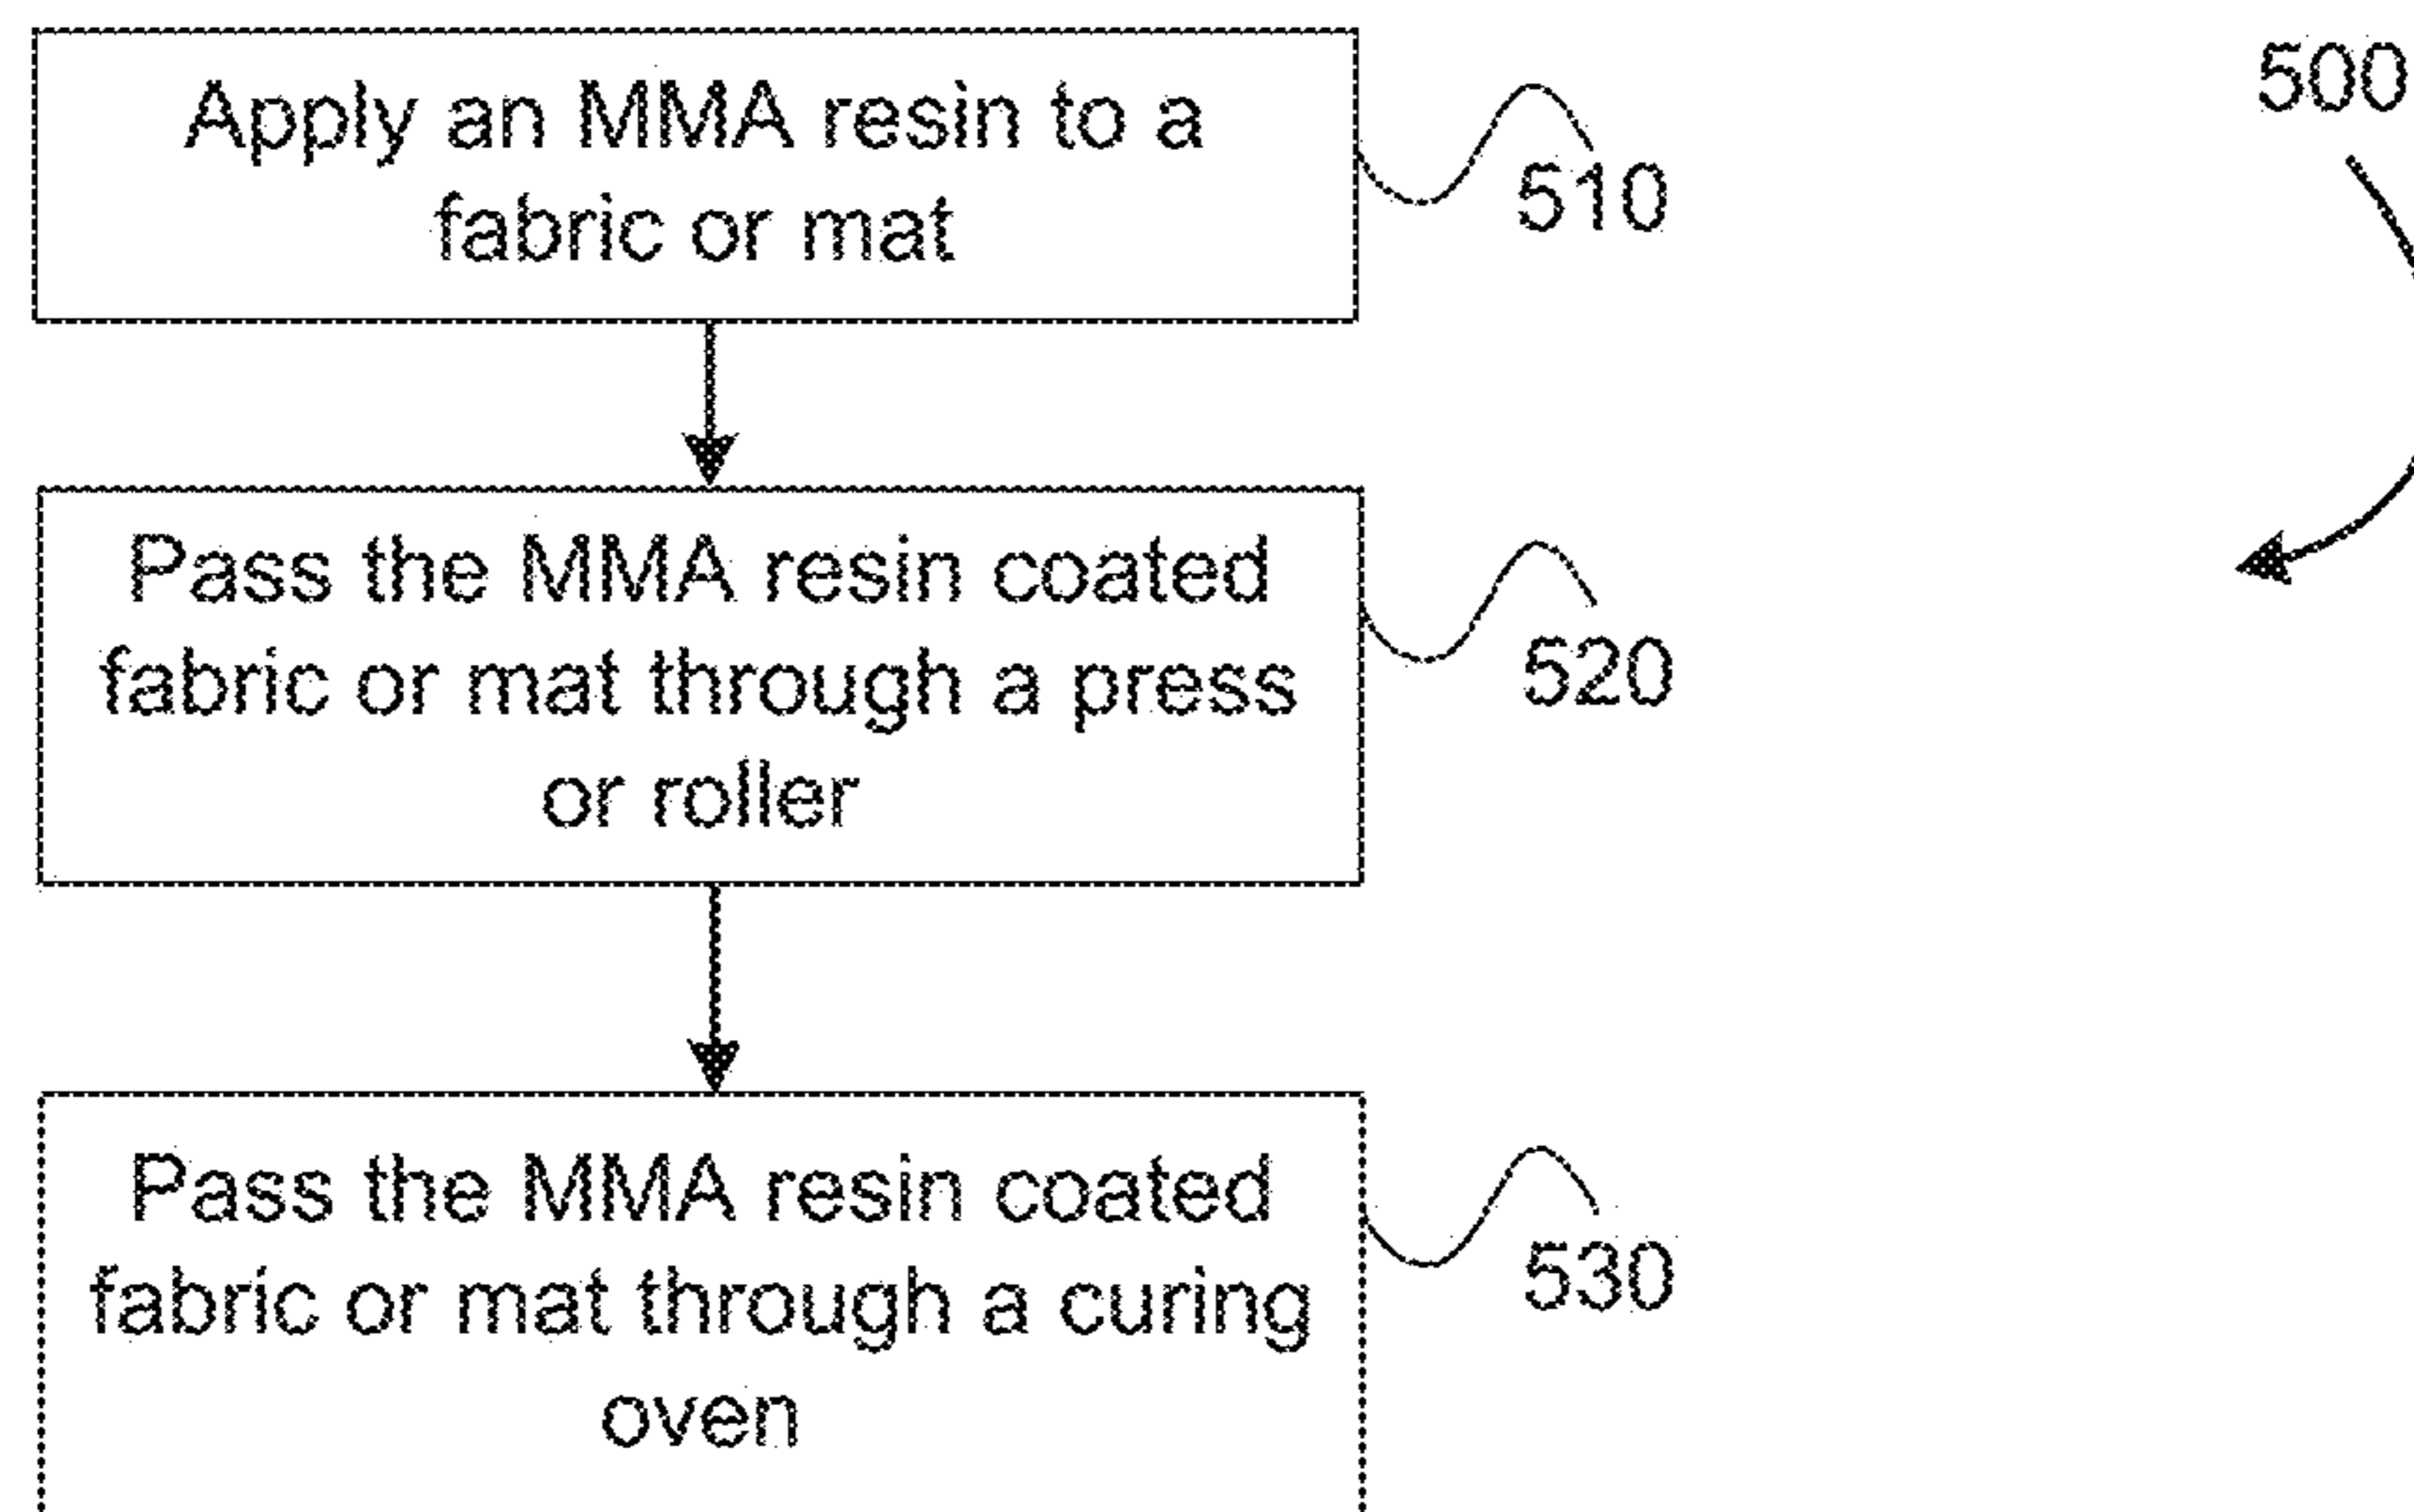 Apply an MMA resin to a
fabric or mat
510
500
Pass the MMA resin coated
fabric or mat through a press
or roller
520
Pass the MMA resin coated
fabric or mat through a curing
oven
530